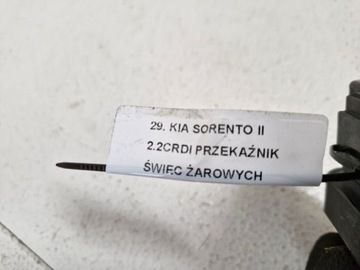 29. KIA SORENTO II
2.2CRDI PRZEKAŹNIK
ŚWIEC ŻAROWYCH